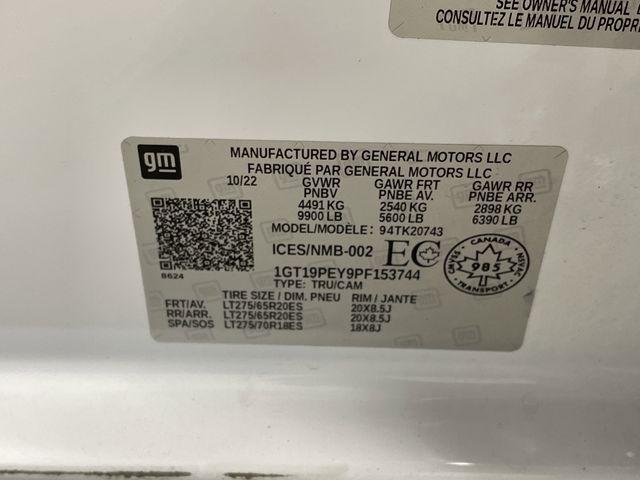 SEE OWNER'S MANUAL
CONSULTEZ LE MANUEL DU
gm
MANUFACTURED BY GENERAL MOTORS LLC
FABRIQUÉ PAR GENERAL MOTORS LLC
10/22 GVWR PNBV GAWR FRT PNBE AV. GAWR RR PNBE ARR.
4491 KG 2540 KG 2898 KG
9900 LB 5600 LB 6390 LB
MODEL/MODÈLE: 94TK20743
ICES/NMB-002 EC
CANADA
985
TRANSPORT
NSVAC
CNVAS
1GT19PEY9PF153744
8624
TYPE: TRU/CAM
TIRE SIZE / DIM. PNEU RIM / JANTE
FRT/AV. LT275/65R20ES 20X8.5J
RR/ARR. LT275/65R20ES 20X8.5J
SPA/SOS LT275/70R18ES 18X8J